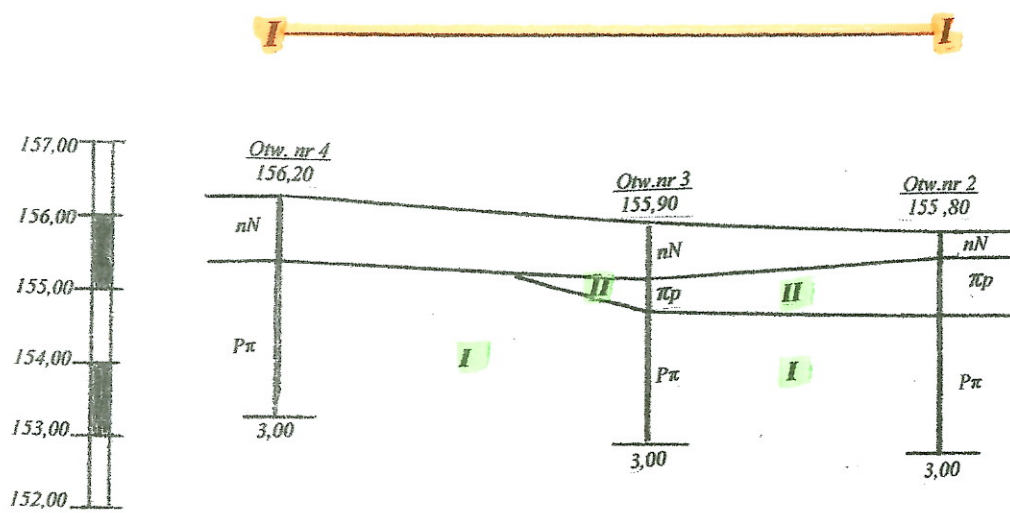 I I
157,00
156,00
155,00
154,00
153,00
152,00
Otw. nr 4
156,20
nN
Pπ
3,00
Otw.nr 3
155,90
nN
II πp II
I Pπ I
3,00
Otw.nr 2
155,80
nN
πp
Pπ
3,00